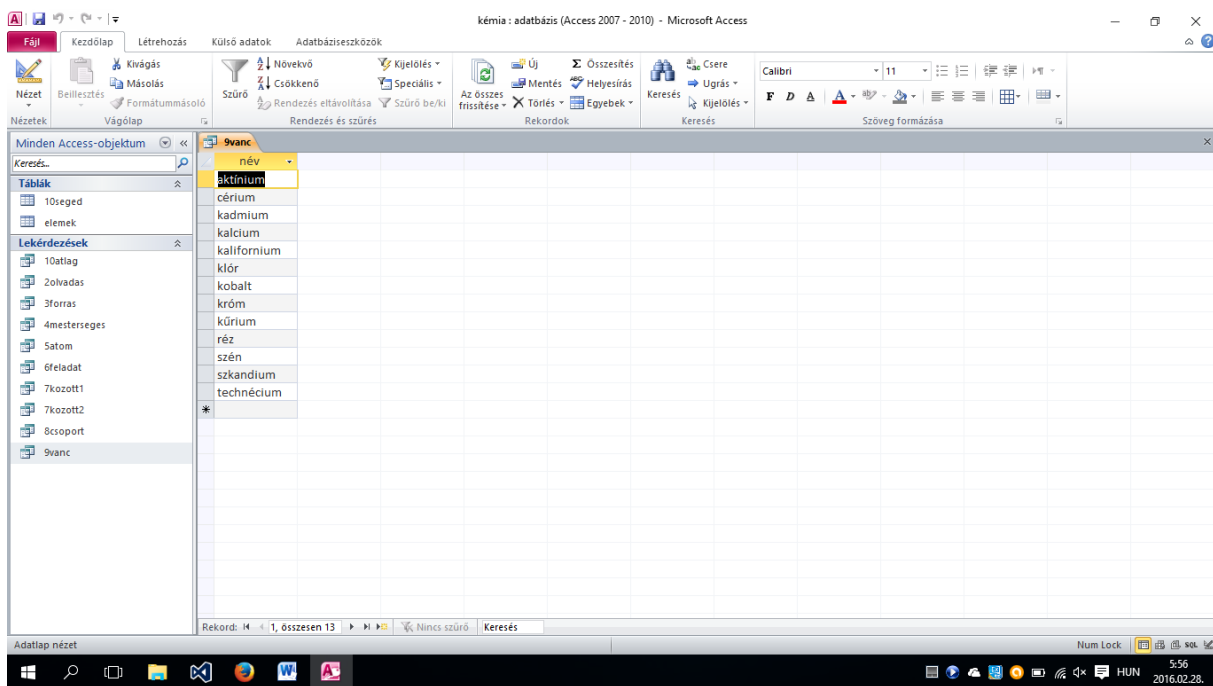 kémia : adatbázis (Access 2007 - 2010) - Microsoft Access
Fájl Kezdőlap Létrehozás Külső adatok Adatbáziseszközök
Nézet
Nézetek
Beillesztés
Kivágás
Másolás
Formátummásoló
Vágólap
Szűrő
Növekvő
Csökkenő
Rendezés eltávolítása
Kijelölés
Speciális
Szűrő be/ki
Rendezés és szűrés
Az összes
frissítése
Új
Mentés
Törlés
Összesítés
Helyesírás
Egyebek
Rekordok
Keresés
Csere
Ugrás
Kijelölés
Keresés
Calibri 11
F D A
Szöveg formázása
Minden Access-objektum
Keresés...
Táblák
10seged
elemek
Lekérdezések
10atlag
2olvadas
3forras
4mesterseges
5atom
6feladat
7kozott1
7kozott2
8csoport
9vanc
9vanc
név
aktínium
cérium
kadmium
kalcium
kalifornium
klór
kobalt
króm
kűrium
réz
szén
szkandium
technécium
Rekord: 1, összesen 13 Nincs szűrő Keresés
Adatlap nézet Num Lock SQL
HUN 5:56
2016.02.28.